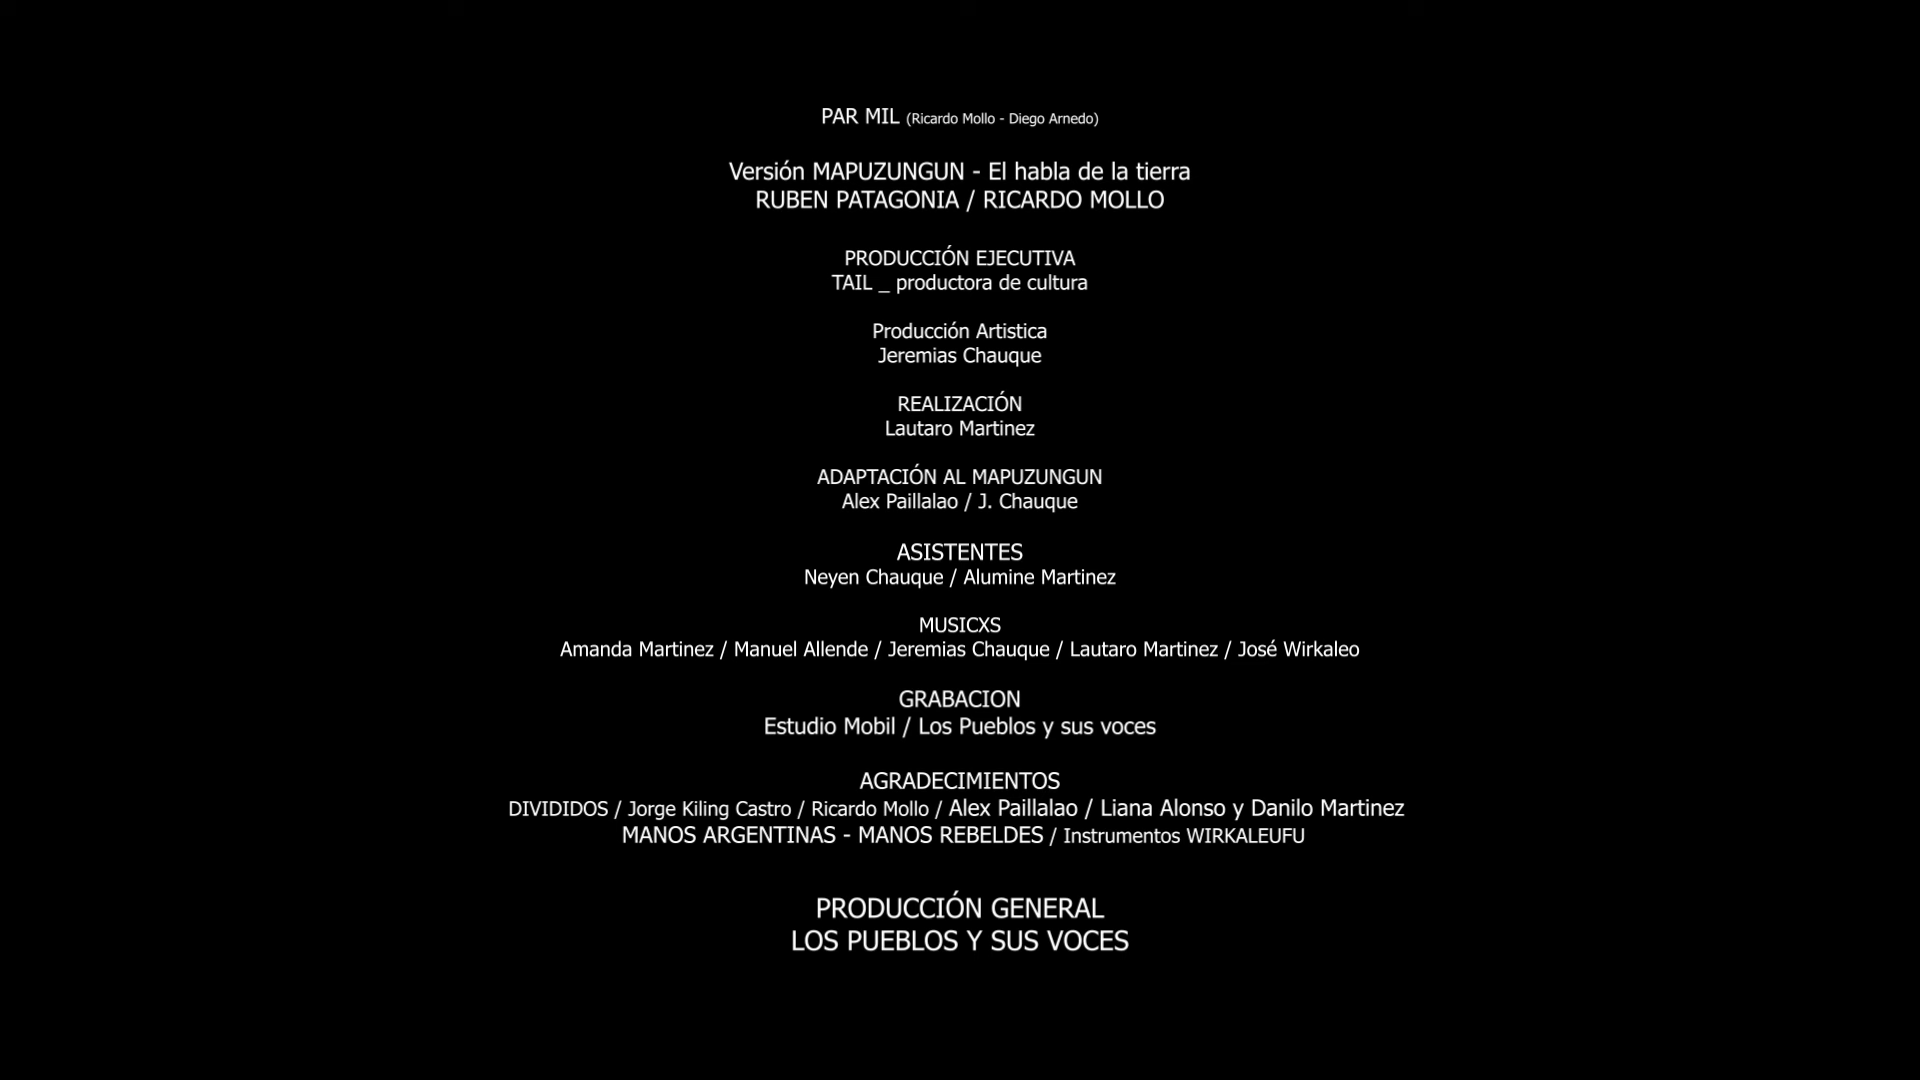 PAR MIL (Ricardo Mollo - Diego Arnedo)
Versión MAPUZUNGUN - El habla de la tierra
RUBEN PATAGONIA / RICARDO MOLLO
PRODUCCIÓN EJECUTIVA
TAIL _ productora de cultura
Producción Artistica
Jeremias Chauque
REALIZACIÓN
Lautaro Martinez
ADAPTACIÓN AL MAPUZUNGUN
Alex Paillalao / J. Chauque
ASISTENTES
Neyen Chauque / Alumine Martinez
MUSICXS
Amanda Martinez / Manuel Allende / Jeremias Chauque / Lautaro Martinez / José Wirkaleo
GRABACION
Estudio Mobil / Los Pueblos y sus voces
AGRADECIMIENTOS
DIVIDIDOS / Jorge Kiling Castro / Ricardo Mollo / Alex Paillalao / Liana Alonso y Danilo Martinez
MANOS ARGENTINAS - MANOS REBELDES / Instrumentos WIRKALEUFU
PRODUCCIÓN GENERAL
LOS PUEBLOS Y SUS VOCES